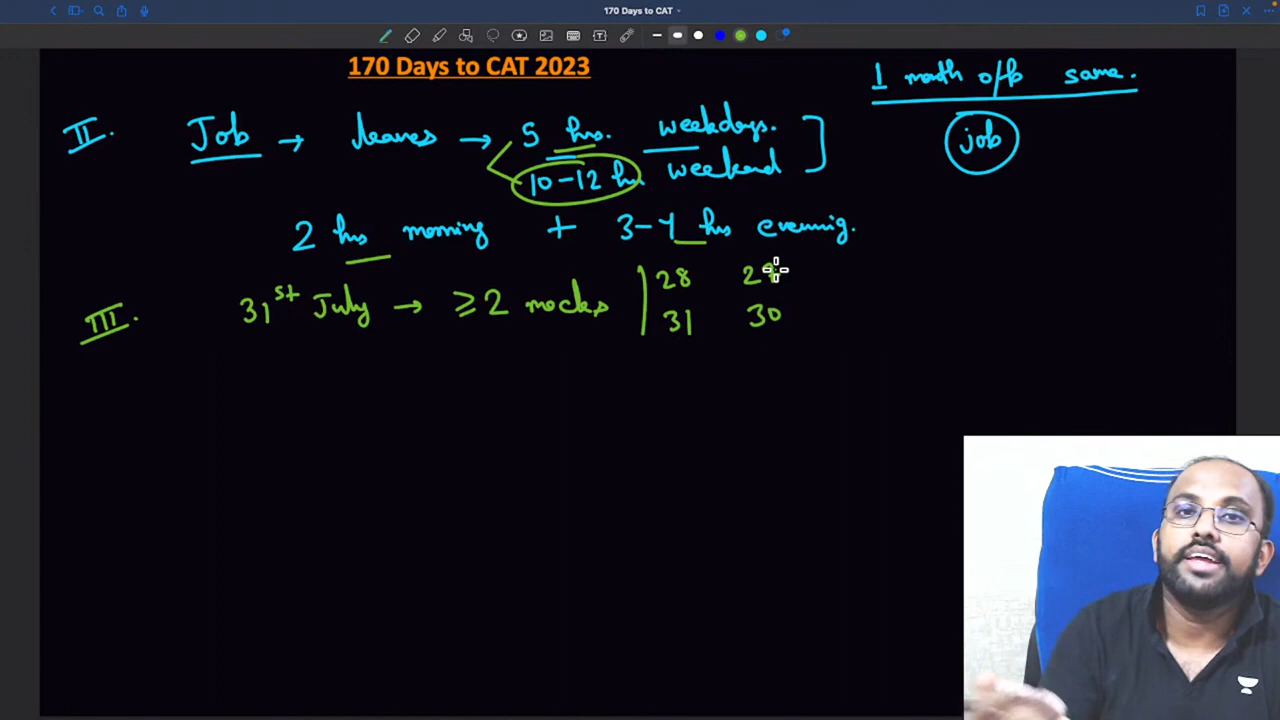 170 Days to CAT
170 Days to CAT 2023
1 month off same.
II. Job → leaves → 5 hrs. weekdays.
job
10-12 hr weekend
2 hrs morning + 3-4 hrs evening.
28
III. 31st July → ≥2 mocks
31 30